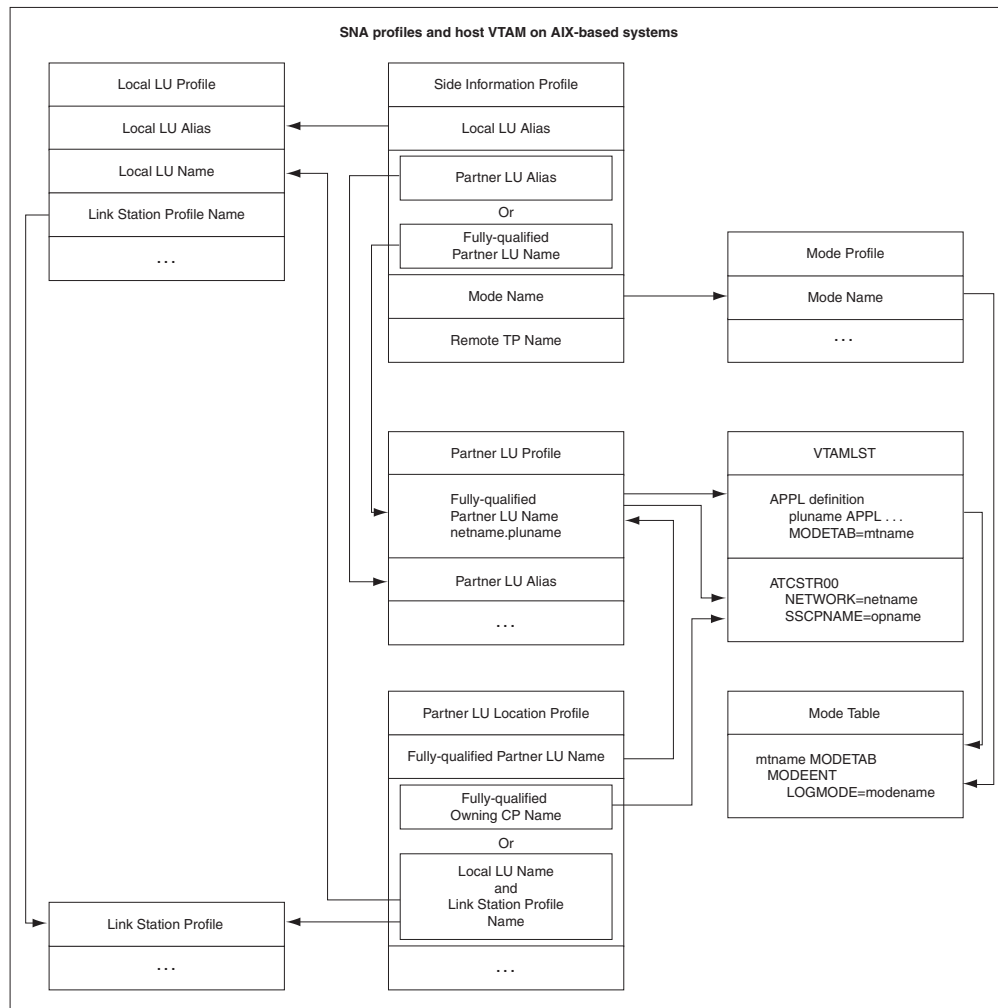 SNA profiles and host VTAM on AIX-based systems
Local LU Profile
Local LU Alias
Local LU Name
Link Station Profile Name
. . .
Side Information Profile
Local LU Alias
Partner LU Alias
Or
Fully-qualified
Partner LU Name
Mode Name
Remote TP Name
Mode Profile
Mode Name
. . .
Partner LU Profile
Fully-qualified
Partner LU Name
netname.pluname
Partner LU Alias
. . .
VTAMLST
APPL definition
pluname APPL . . .
MODETAB=mtname
ATCSTR00
NETWORK=netname
SSCPNAME=opname
Partner LU Location Profile
Fully-qualified Partner LU Name
Fully-qualified
Owning CP Name
Or
Local LU Name
and
Link Station Profile
Name
. . .
Mode Table
mtname MODETAB
MODEENT
LOGMODE=modename
Link Station Profile
. . .